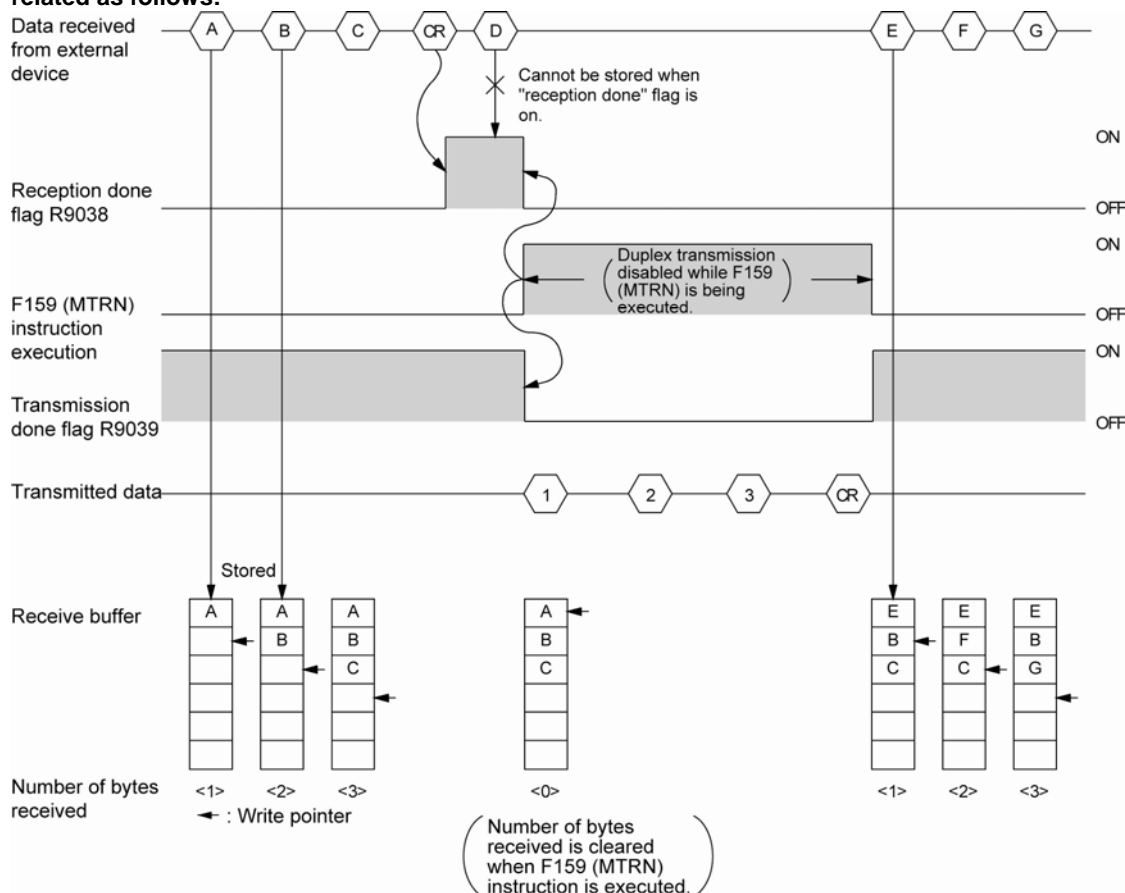 related as follows:
Data received
from external
device
A B C CR D E F G
Cannot be stored when
"reception done" flag is
on.
ON
Reception done
flag R9038
OFF
ON
Duplex transmission
disabled while F159
(MTRN) is being
executed.
F159 (MTRN)
instruction
execution
OFF
ON
Transmission
done flag R9039
OFF
Transmitted data
1 2 3 CR
Stored
Receive buffer
A A A A E E E
B B B B F B
C C C C G
Number of bytes
received
<1> <2> <3> <0> <1> <2> <3>
: Write pointer
Number of bytes
received is cleared
when F159 (MTRN)
instruction is executed.